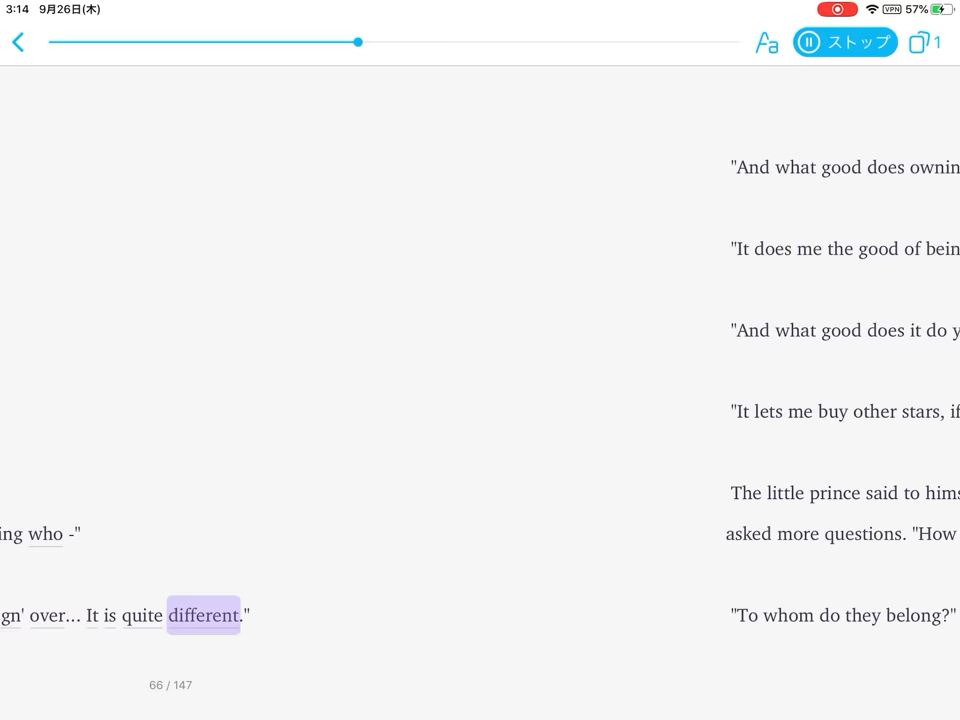 3:14 9月26日(木)
VPN 57%
ストップ
1
ing who -"
gn' over... It is quite different."
66 / 147
"And what good does ownin
"It does me the good of bein
"And what good does it do y
"It lets me buy other stars, if
The little prince said to hims
asked more questions. "How
"To whom do they belong?"